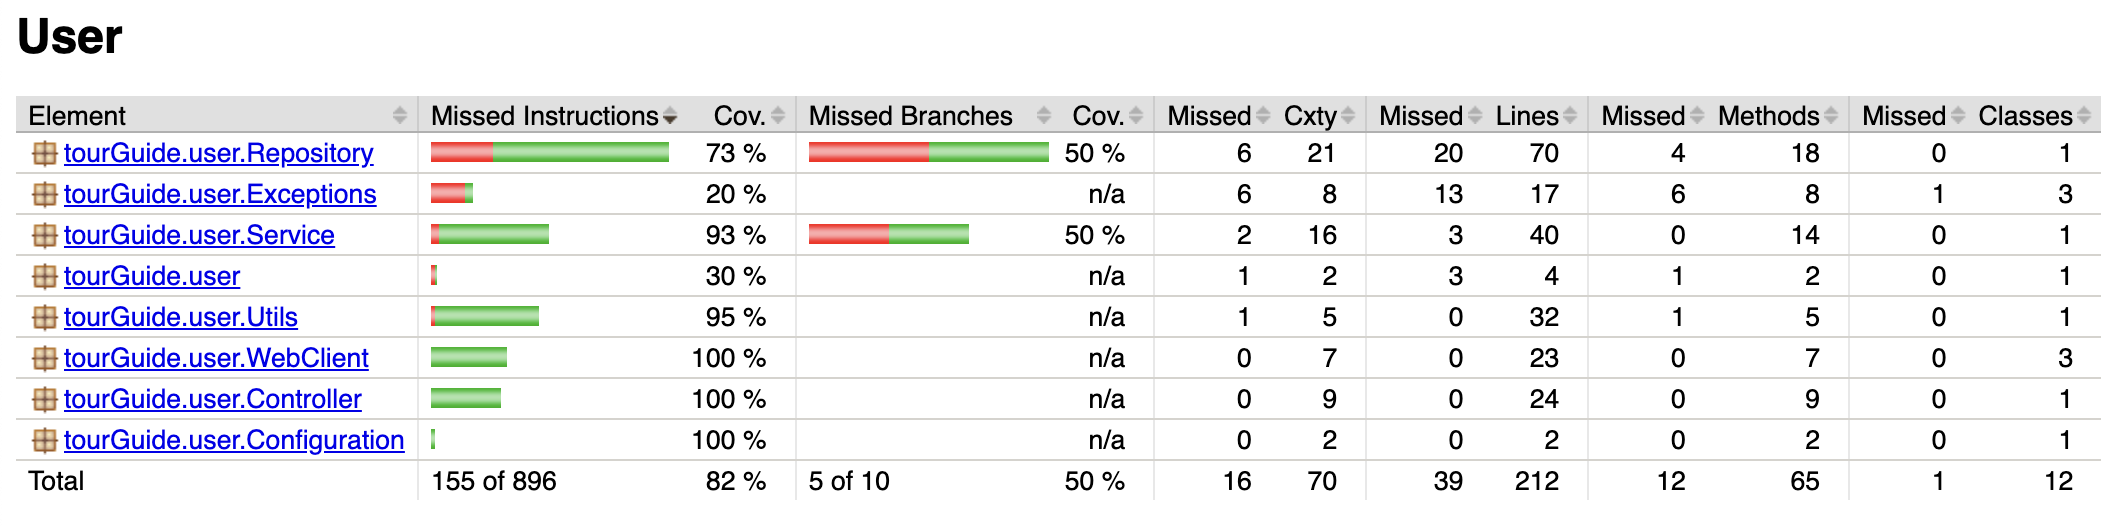 User
Element Missed Instructions Cov. Missed Branches Cov. Missed Cxty Missed Lines Missed Methods Missed Classes
tourGuide.user.Repository 73 % 50 % 6 21 20 70 4 18 0 1
tourGuide.user.Exceptions 20 % n/a 6 8 13 17 6 8 1 3
tourGuide.user.Service 93 % 50 % 2 16 3 40 0 14 0 1
tourGuide.user 30 % n/a 1 2 3 4 1 2 0 1
tourGuide.user.Utils 95 % n/a 1 5 0 32 1 5 0 1
tourGuide.user.WebClient 100 % n/a 0 7 0 23 0 7 0 3
tourGuide.user.Controller 100 % n/a 0 9 0 24 0 9 0 1
tourGuide.user.Configuration 100 % n/a 0 2 0 2 0 2 0 1
Total 155 of 896 82 % 5 of 10 50 % 16 70 39 212 12 65 1 12